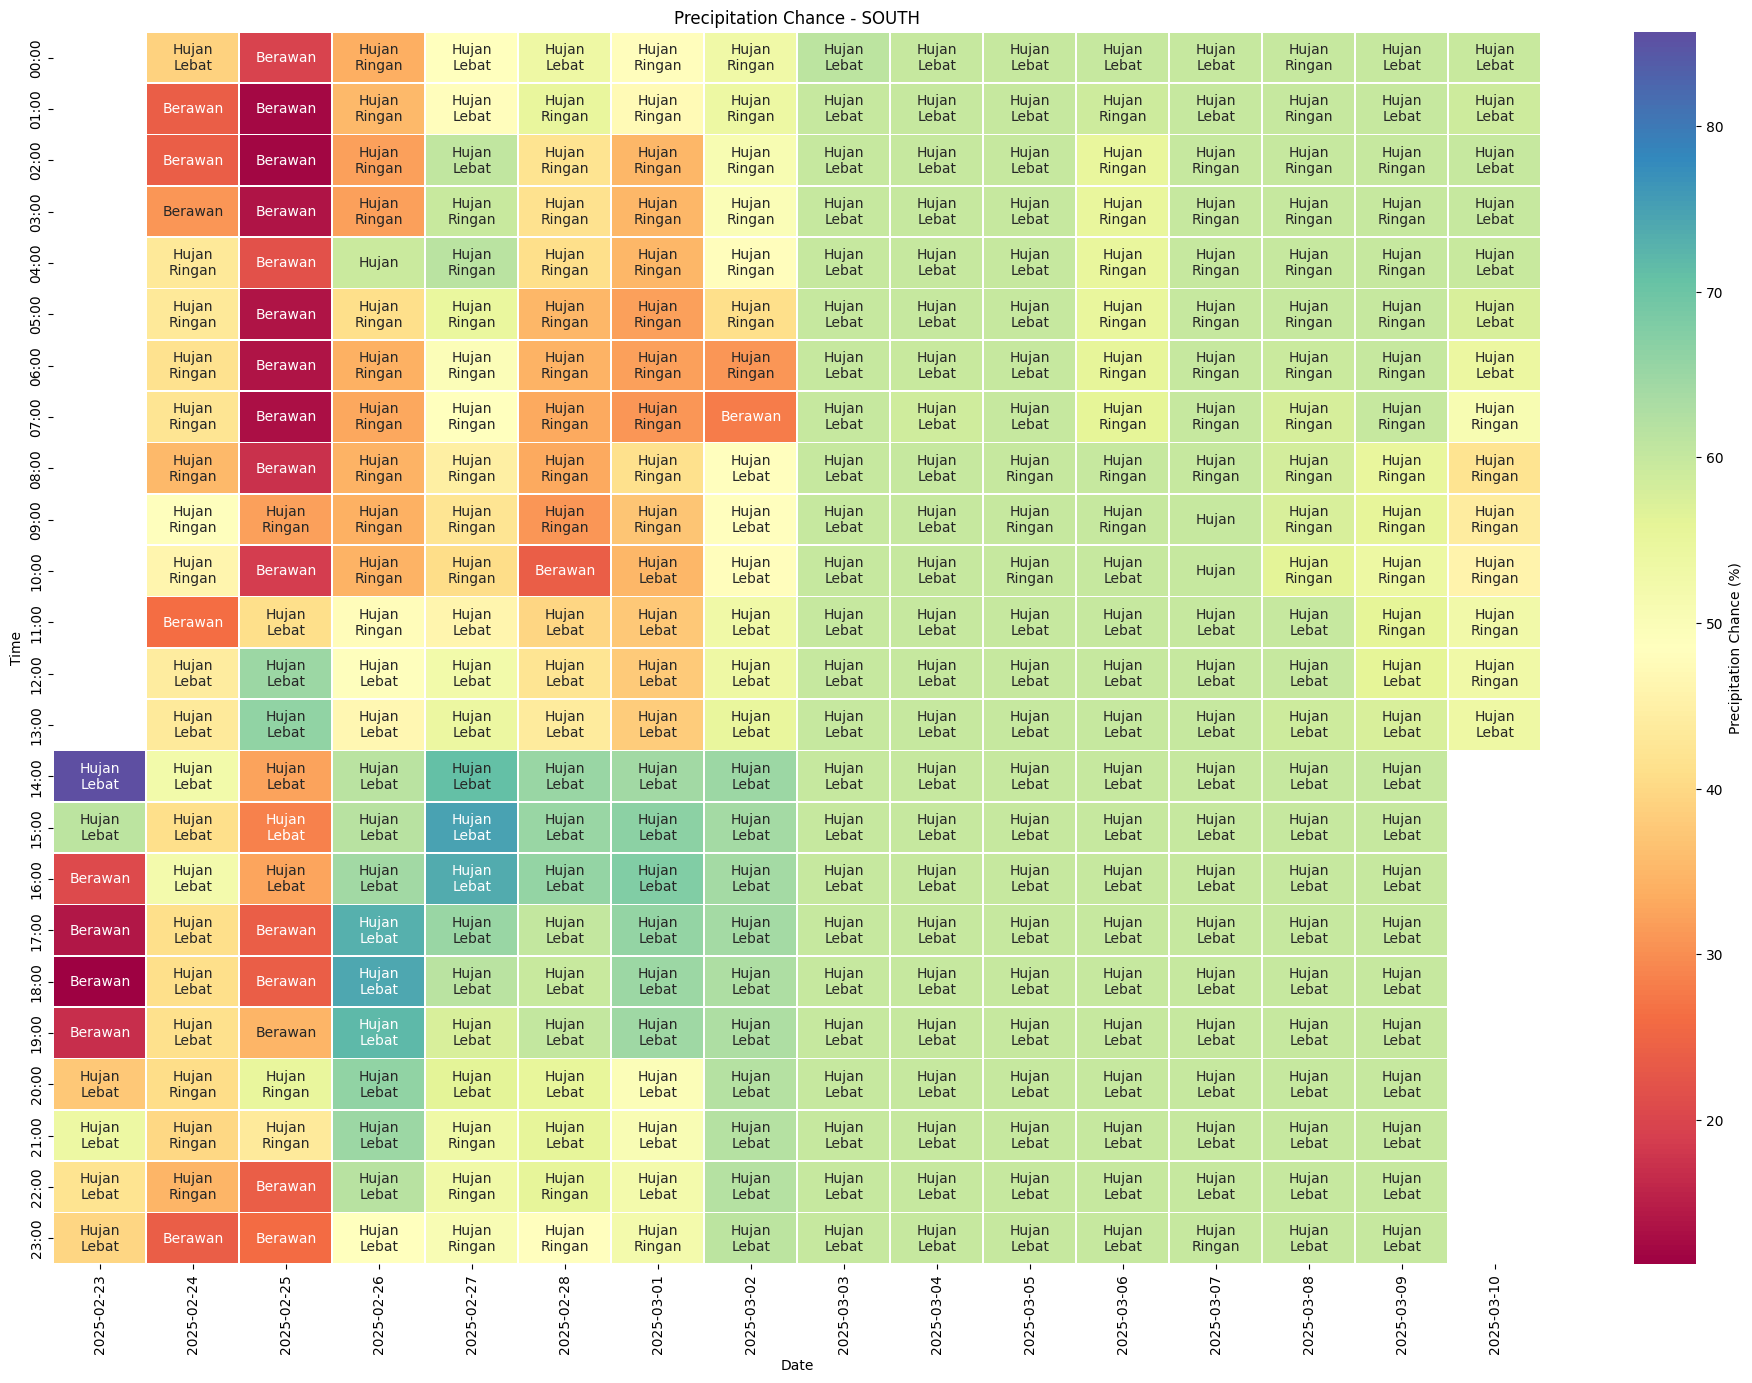 Precipitation Chance - SOUTH
00:00 Hujan Lebat Berawan Hujan Ringan Hujan Lebat Hujan Lebat Hujan Ringan Hujan Ringan Hujan Lebat Hujan Lebat Hujan Lebat Hujan Lebat Hujan Lebat Hujan Ringan Hujan Lebat Hujan Lebat
01:00 Berawan Berawan Hujan Ringan Hujan Lebat Hujan Ringan Hujan Ringan Hujan Ringan Hujan Lebat Hujan Lebat Hujan Lebat Hujan Ringan Hujan Lebat Hujan Ringan Hujan Lebat Hujan Lebat
02:00 Berawan Berawan Hujan Ringan Hujan Lebat Hujan Ringan Hujan Ringan Hujan Ringan Hujan Lebat Hujan Lebat Hujan Lebat Hujan Ringan Hujan Ringan Hujan Ringan Hujan Ringan Hujan Lebat
03:00 Berawan Berawan Hujan Ringan Hujan Ringan Hujan Ringan Hujan Ringan Hujan Ringan Hujan Lebat Hujan Lebat Hujan Lebat Hujan Ringan Hujan Ringan Hujan Ringan Hujan Ringan Hujan Lebat
04:00 Hujan Ringan Berawan Hujan Hujan Ringan Hujan Ringan Hujan Ringan Hujan Ringan Hujan Lebat Hujan Lebat Hujan Lebat Hujan Ringan Hujan Ringan Hujan Ringan Hujan Ringan Hujan Lebat
05:00 Hujan Ringan Berawan Hujan Ringan Hujan Ringan Hujan Ringan Hujan Ringan Hujan Ringan Hujan Lebat Hujan Lebat Hujan Lebat Hujan Ringan Hujan Ringan Hujan Ringan Hujan Ringan Hujan Lebat
06:00 Hujan Ringan Berawan Hujan Ringan Hujan Ringan Hujan Ringan Hujan Ringan Hujan Ringan Hujan Lebat Hujan Lebat Hujan Lebat Hujan Ringan Hujan Ringan Hujan Ringan Hujan Ringan Hujan Lebat
07:00 Hujan Ringan Berawan Hujan Ringan Hujan Ringan Hujan Ringan Hujan Ringan Berawan Hujan Lebat Hujan Lebat Hujan Lebat Hujan Ringan Hujan Ringan Hujan Ringan Hujan Ringan Hujan Ringan
08:00 Hujan Ringan Berawan Hujan Ringan Hujan Ringan Hujan Ringan Hujan Ringan Hujan Lebat Hujan Lebat Hujan Lebat Hujan Ringan Hujan Ringan Hujan Ringan Hujan Ringan Hujan Ringan Hujan Ringan
09:00 Hujan Ringan Hujan Ringan Hujan Ringan Hujan Ringan Hujan Ringan Hujan Ringan Hujan Lebat Hujan Lebat Hujan Lebat Hujan Ringan Hujan Ringan Hujan Hujan Ringan Hujan Ringan Hujan Ringan
10:00 Hujan Ringan Berawan Hujan Ringan Hujan Ringan Berawan Hujan Lebat Hujan Lebat Hujan Lebat Hujan Lebat Hujan Ringan Hujan Lebat Hujan Hujan Ringan Hujan Ringan Hujan Ringan
11:00 Berawan Hujan Lebat Hujan Ringan Hujan Lebat Hujan Lebat Hujan Lebat Hujan Lebat Hujan Lebat Hujan Lebat Hujan Lebat Hujan Lebat Hujan Lebat Hujan Lebat Hujan Ringan Hujan Ringan
12:00 Hujan Lebat Hujan Lebat Hujan Lebat Hujan Lebat Hujan Lebat Hujan Lebat Hujan Lebat Hujan Lebat Hujan Lebat Hujan Lebat Hujan Lebat Hujan Lebat Hujan Lebat Hujan Lebat Hujan Ringan
13:00 Hujan Lebat Hujan Lebat Hujan Lebat Hujan Lebat Hujan Lebat Hujan Lebat Hujan Lebat Hujan Lebat Hujan Lebat Hujan Lebat Hujan Lebat Hujan Lebat Hujan Lebat Hujan Lebat Hujan Lebat
14:00 Hujan Lebat Hujan Lebat Hujan Lebat Hujan Lebat Hujan Lebat Hujan Lebat Hujan Lebat Hujan Lebat Hujan Lebat Hujan Lebat Hujan Lebat Hujan Lebat Hujan Lebat Hujan Lebat Hujan Lebat
15:00 Hujan Lebat Hujan Lebat Hujan Lebat Hujan Lebat Hujan Lebat Hujan Lebat Hujan Lebat Hujan Lebat Hujan Lebat Hujan Lebat Hujan Lebat Hujan Lebat Hujan Lebat Hujan Lebat Hujan Lebat
16:00 Berawan Hujan Lebat Hujan Lebat Hujan Lebat Hujan Lebat Hujan Lebat Hujan Lebat Hujan Lebat Hujan Lebat Hujan Lebat Hujan Lebat Hujan Lebat Hujan Lebat Hujan Lebat Hujan Lebat
17:00 Berawan Hujan Lebat Berawan Hujan Lebat Hujan Lebat Hujan Lebat Hujan Lebat Hujan Lebat Hujan Lebat Hujan Lebat Hujan Lebat Hujan Lebat Hujan Lebat Hujan Lebat Hujan Lebat
18:00 Berawan Hujan Lebat Berawan Hujan Lebat Hujan Lebat Hujan Lebat Hujan Lebat Hujan Lebat Hujan Lebat Hujan Lebat Hujan Lebat Hujan Lebat Hujan Lebat Hujan Lebat Hujan Lebat
19:00 Berawan Hujan Lebat Berawan Hujan Lebat Hujan Lebat Hujan Lebat Hujan Lebat Hujan Lebat Hujan Lebat Hujan Lebat Hujan Lebat Hujan Lebat Hujan Lebat Hujan Lebat Hujan Lebat
20:00 Hujan Lebat Hujan Ringan Hujan Ringan Hujan Lebat Hujan Lebat Hujan Lebat Hujan Lebat Hujan Lebat Hujan Lebat Hujan Lebat Hujan Lebat Hujan Lebat Hujan Lebat Hujan Lebat Hujan Lebat
21:00 Hujan Lebat Hujan Ringan Hujan Ringan Hujan Lebat Hujan Ringan Hujan Lebat Hujan Lebat Hujan Lebat Hujan Lebat Hujan Lebat Hujan Lebat Hujan Lebat Hujan Lebat Hujan Lebat Hujan Lebat
22:00 Hujan Lebat Hujan Ringan Berawan Hujan Lebat Hujan Ringan Hujan Ringan Hujan Lebat Hujan Lebat Hujan Lebat Hujan Lebat Hujan Lebat Hujan Lebat Hujan Lebat Hujan Lebat Hujan Lebat
23:00 Hujan Lebat Berawan Berawan Hujan Lebat Hujan Ringan Hujan Ringan Hujan Ringan Hujan Lebat Hujan Lebat Hujan Lebat Hujan Lebat Hujan Lebat Hujan Ringan Hujan Lebat Hujan Lebat
Time
2025-02-23 2025-02-24 2025-02-25 2025-02-26 2025-02-27 2025-02-28 2025-03-01 2025-03-02 2025-03-03 2025-03-04 2025-03-05 2025-03-06 2025-03-07 2025-03-08 2025-03-09 2025-03-10
Date
80
70
60
50
40
30
20
Precipitation Chance (%)